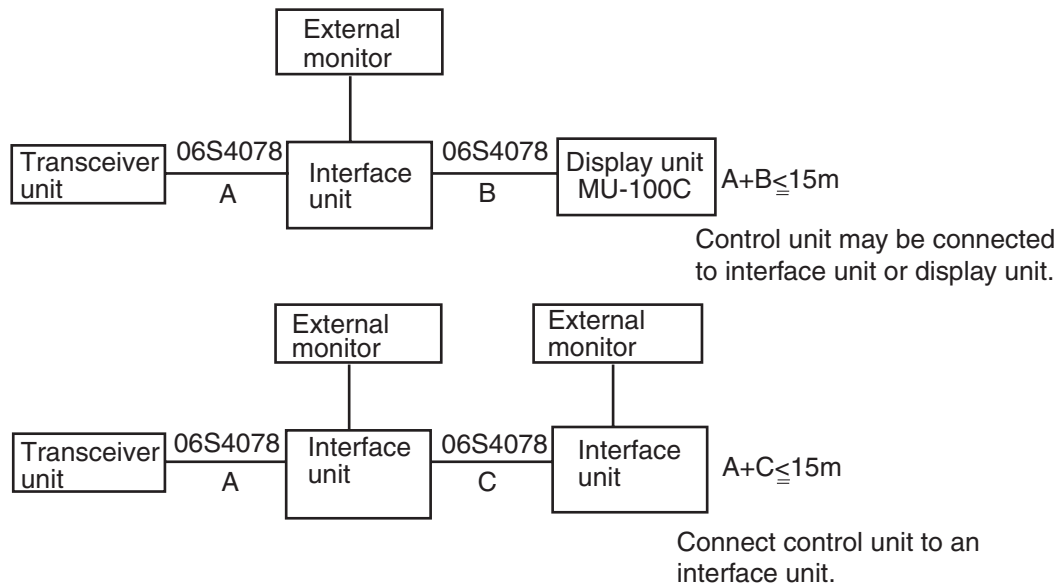 External
monitor
Transceiver
unit
06S4078
A
Interface
unit
06S4078
B
Display unit
MU-100C
A+B≦15m
Control unit may be connected
to interface unit or display unit.
External
monitor
External
monitor
Transceiver
unit
06S4078
A
Interface
unit
06S4078
C
Interface
unit
A+C≦15m
Connect control unit to an
interface unit.